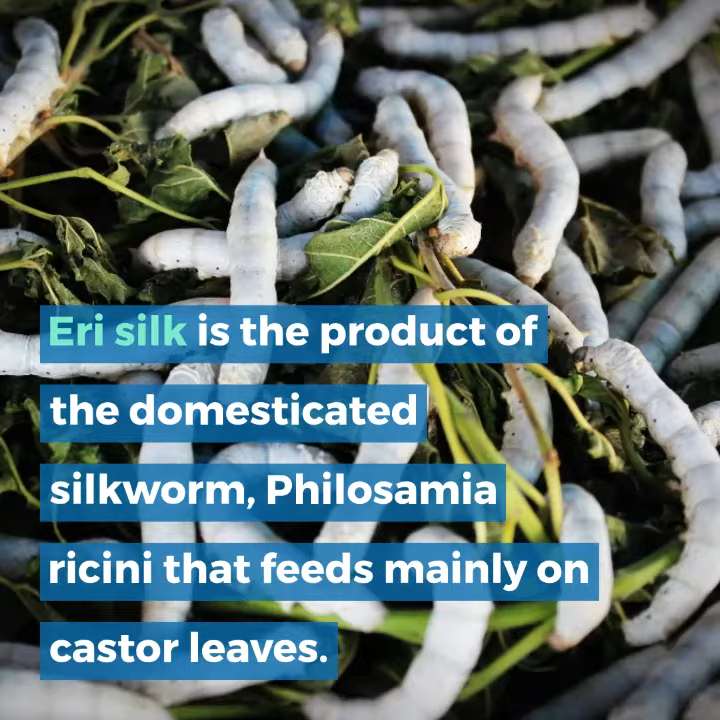 Eri silk is the product of
the domesticated
silkworm, Philosamia
ricini that feeds mainly on
castor leaves.